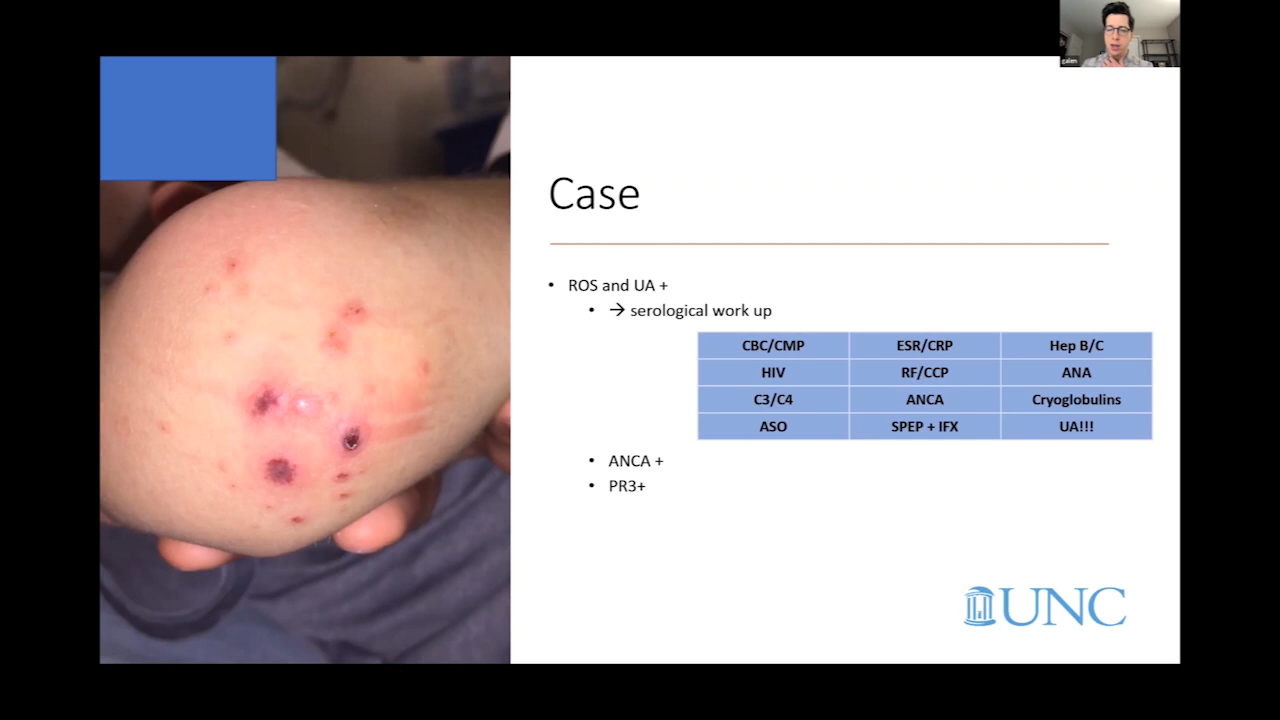 galen
Case
• ROS and UA +
• → serological work up
CBC/CMP ESR/CRP Hep B/C
HIV RF/CCP ANA
C3/C4 ANCA Cryoglobulins
ASO SPEP + IFX UA!!!
• ANCA +
• PR3+
UNC